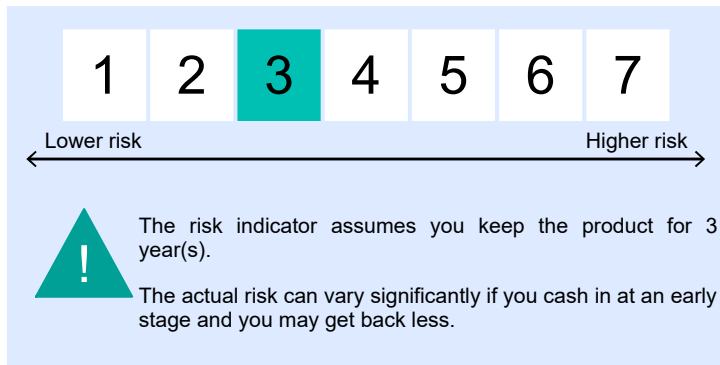 1 2 3 4 5 6 7
Lower risk Higher risk
!
The risk indicator assumes you keep the product for 3
year(s).
The actual risk can vary significantly if you cash in at an early
stage and you may get back less.